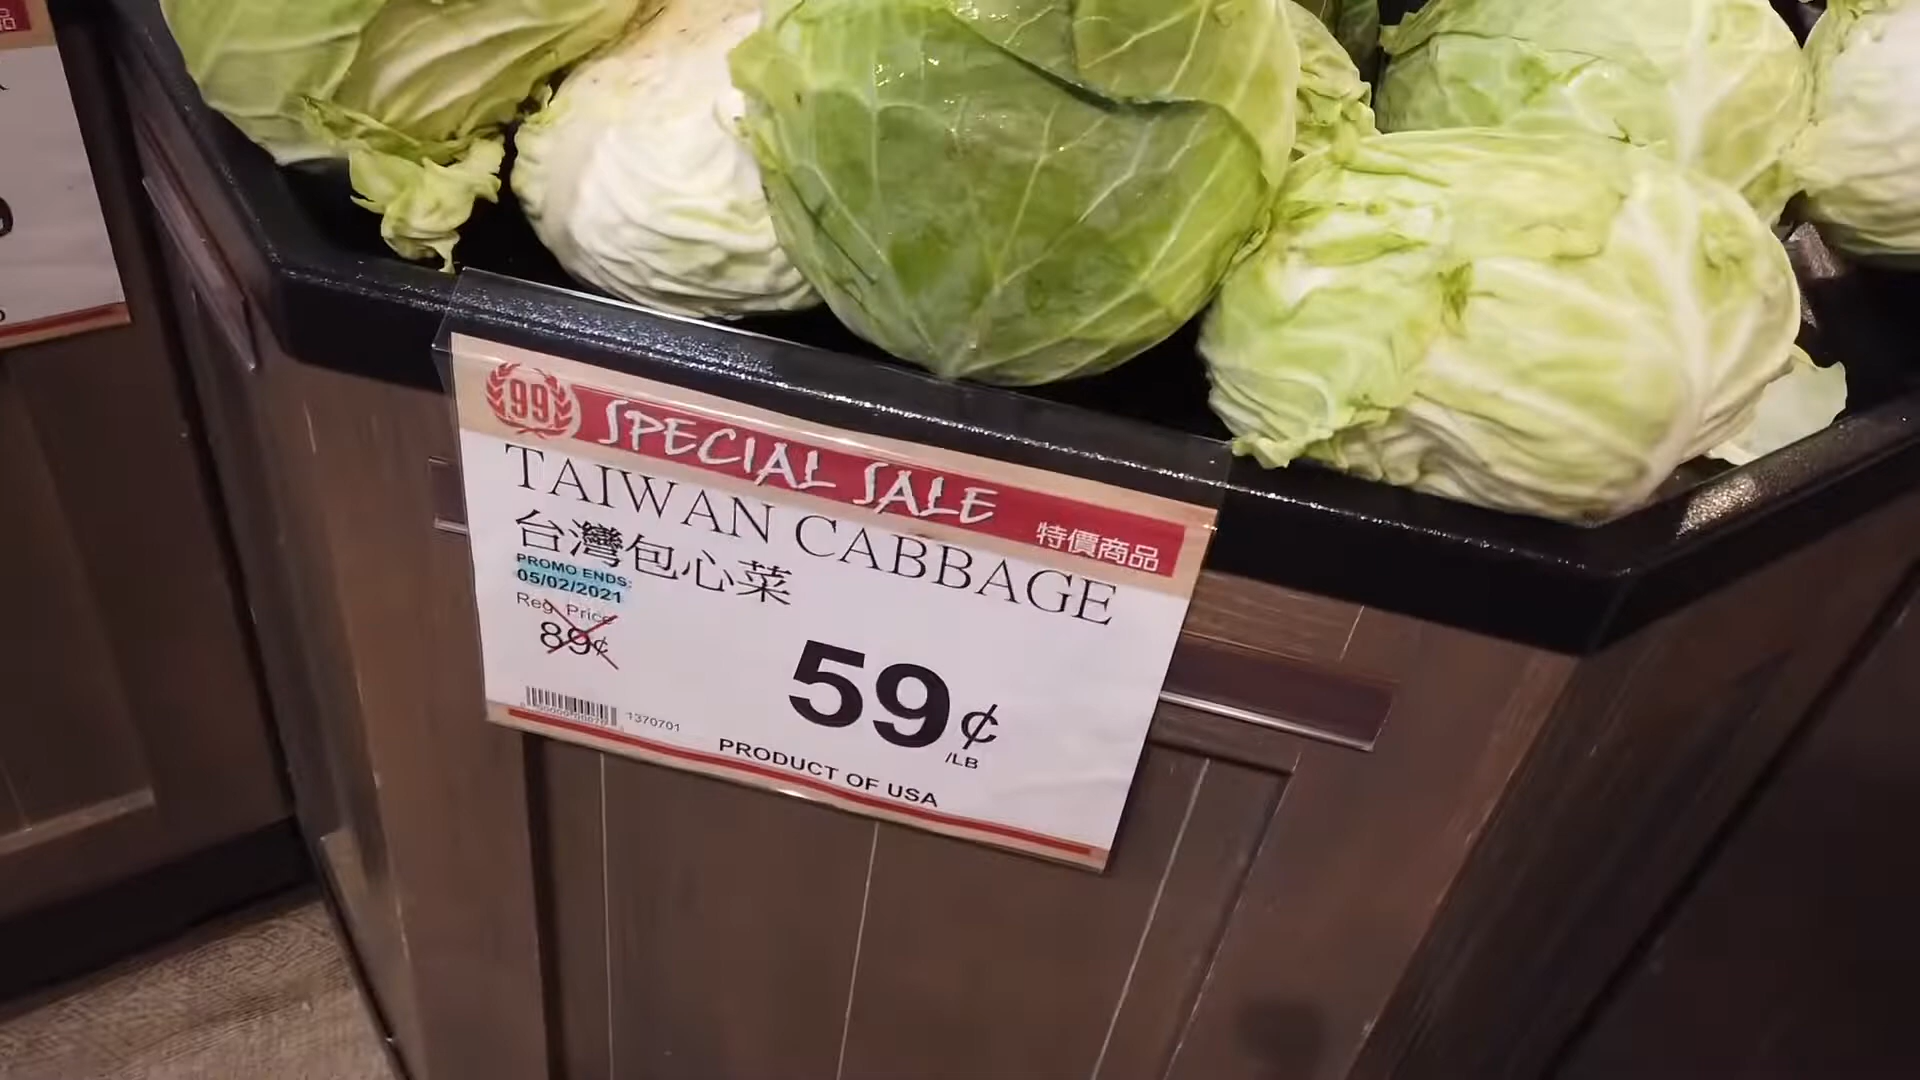 99
SPECIAL SALE
特價商品
TAIWAN CABBAGE
台灣包心菜
PROMO ENDS:
05/02/2021
Reg. Price
89¢
59¢
/LB
1370701
PRODUCT OF USA